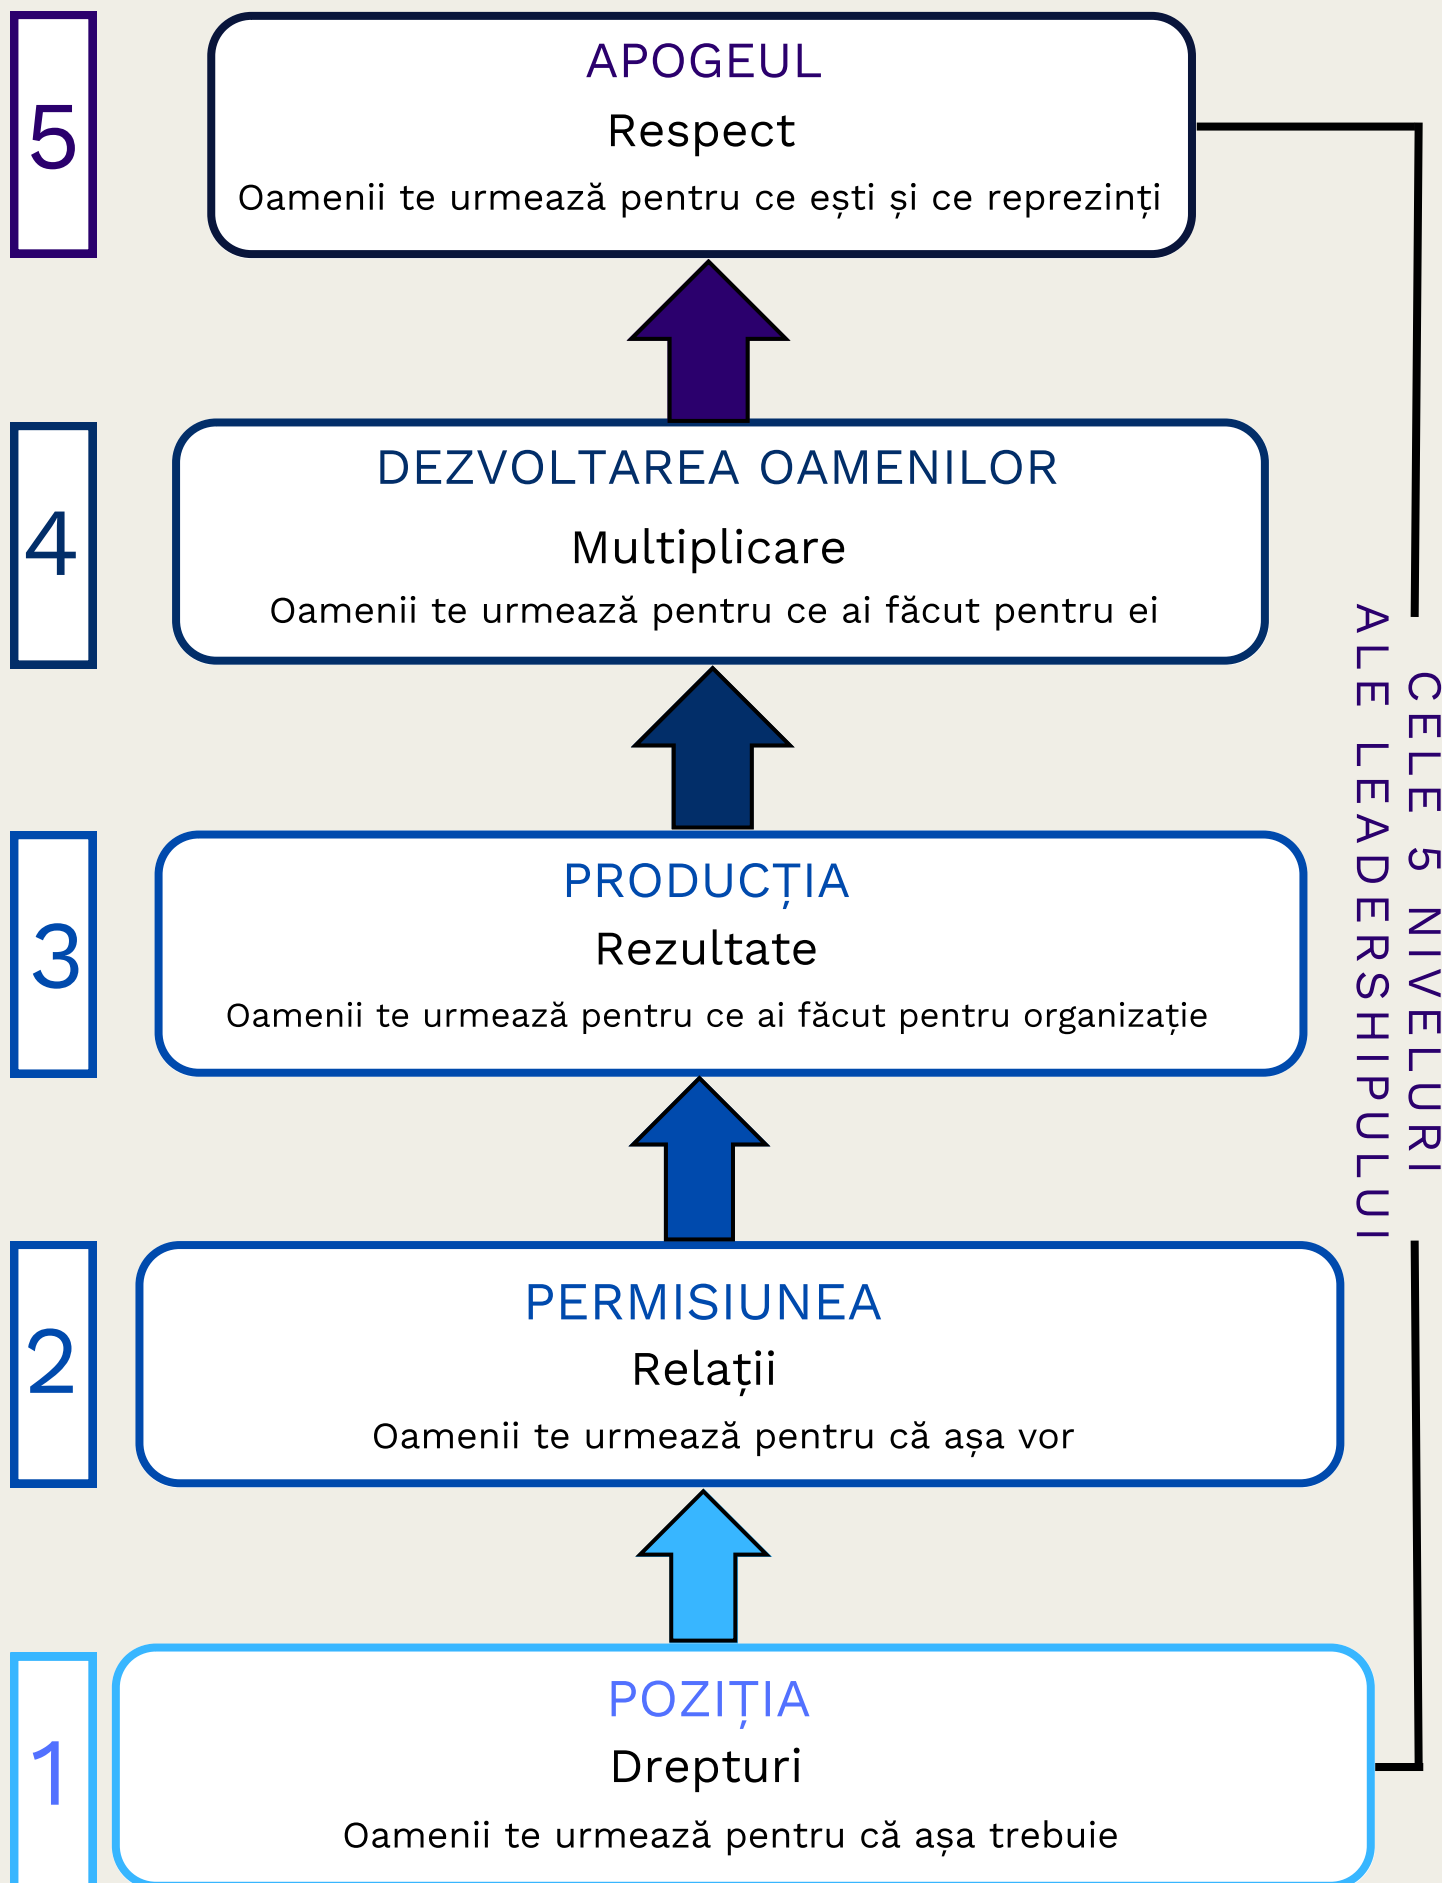 5
APOGEUL
Respect
Oamenii te urmează pentru ce ești și ce reprezinți
4
DEZVOLTAREA OAMENILOR
Multiplicare
Oamenii te urmează pentru ce ai făcut pentru ei
3
PRODUCȚIA
Rezultate
Oamenii te urmează pentru ce ai făcut pentru organizație
2
PERMISIUNEA
Relații
Oamenii te urmează pentru că așa vor
1
POZIȚIA
Drepturi
Oamenii te urmează pentru că așa trebuie
CELE 5 NIVELURI
ALE LEADERSHIPULUI